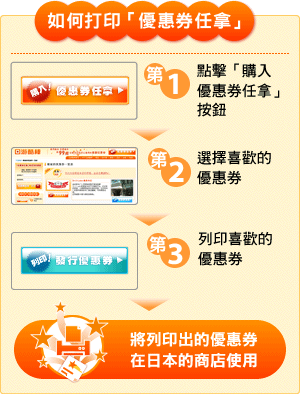 如何打印「優惠券任拿」
購入!
優惠券任拿
第1
點擊「購入
優惠券任拿」
按鈕
第2
選擇喜歡的
優惠券
列印!
發行優惠券
第3
列印喜歡的
優惠券
將列印出的優惠券
在日本的商店使用